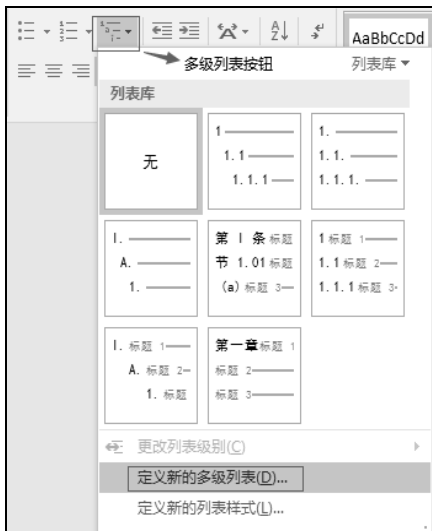 AaBbCcDd
多级列表按钮
列表库
列表库
无
1
1.1
1.1.1
1.
1.1.
1.1.1.
I.
A.
1.
第 I 条标题
节 1.01 标题
(a) 标题 3
1 标题 1
1.1 标题 2
1.1.1 标题 3
I. 标题 1
A. 标题 2
1. 标题
第一章标题 1
标题 2
标题 3
更改列表级别(C)
定义新的多级列表(D)...
定义新的列表样式(L)...